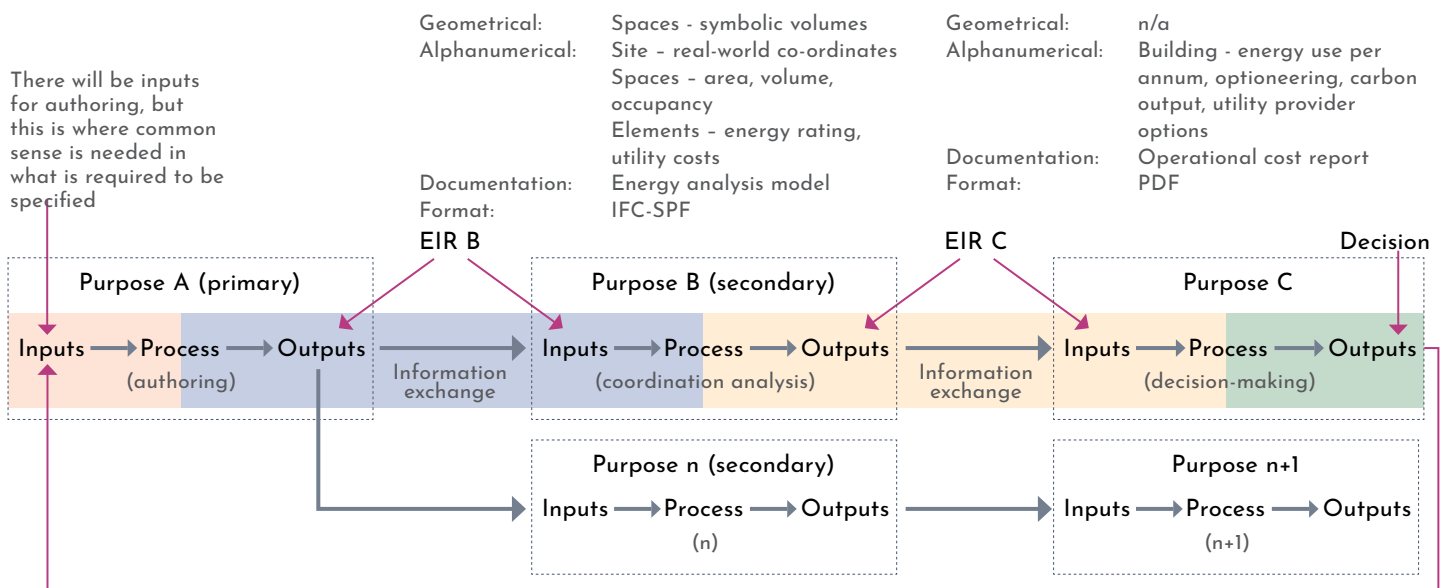 There will be inputs
for authoring, but
this is where common
sense is needed in
what is required to be
specified
Geometrical: Spaces - symbolic volumes
Alphanumerical: Site – real-world co-ordinates
Spaces – area, volume,
occupancy
Elements – energy rating,
utility costs
Documentation: Energy analysis model
Format: IFC-SPF
EIR B
Geometrical: n/a
Alphanumerical: Building - energy use per
annum, optioneering, carbon
output, utility provider
options
Documentation: Operational cost report
Format: PDF
EIR C
Decision
Purpose A (primary)
Inputs Process Outputs
(authoring)
Information
exchange
Purpose B (secondary)
Inputs Process Outputs
(coordination analysis)
Information
exchange
Purpose C
Inputs Process Outputs
(decision-making)
Purpose n (secondary)
Inputs Process Outputs
(n)
Purpose n+1
Inputs Process Outputs
(n+1)